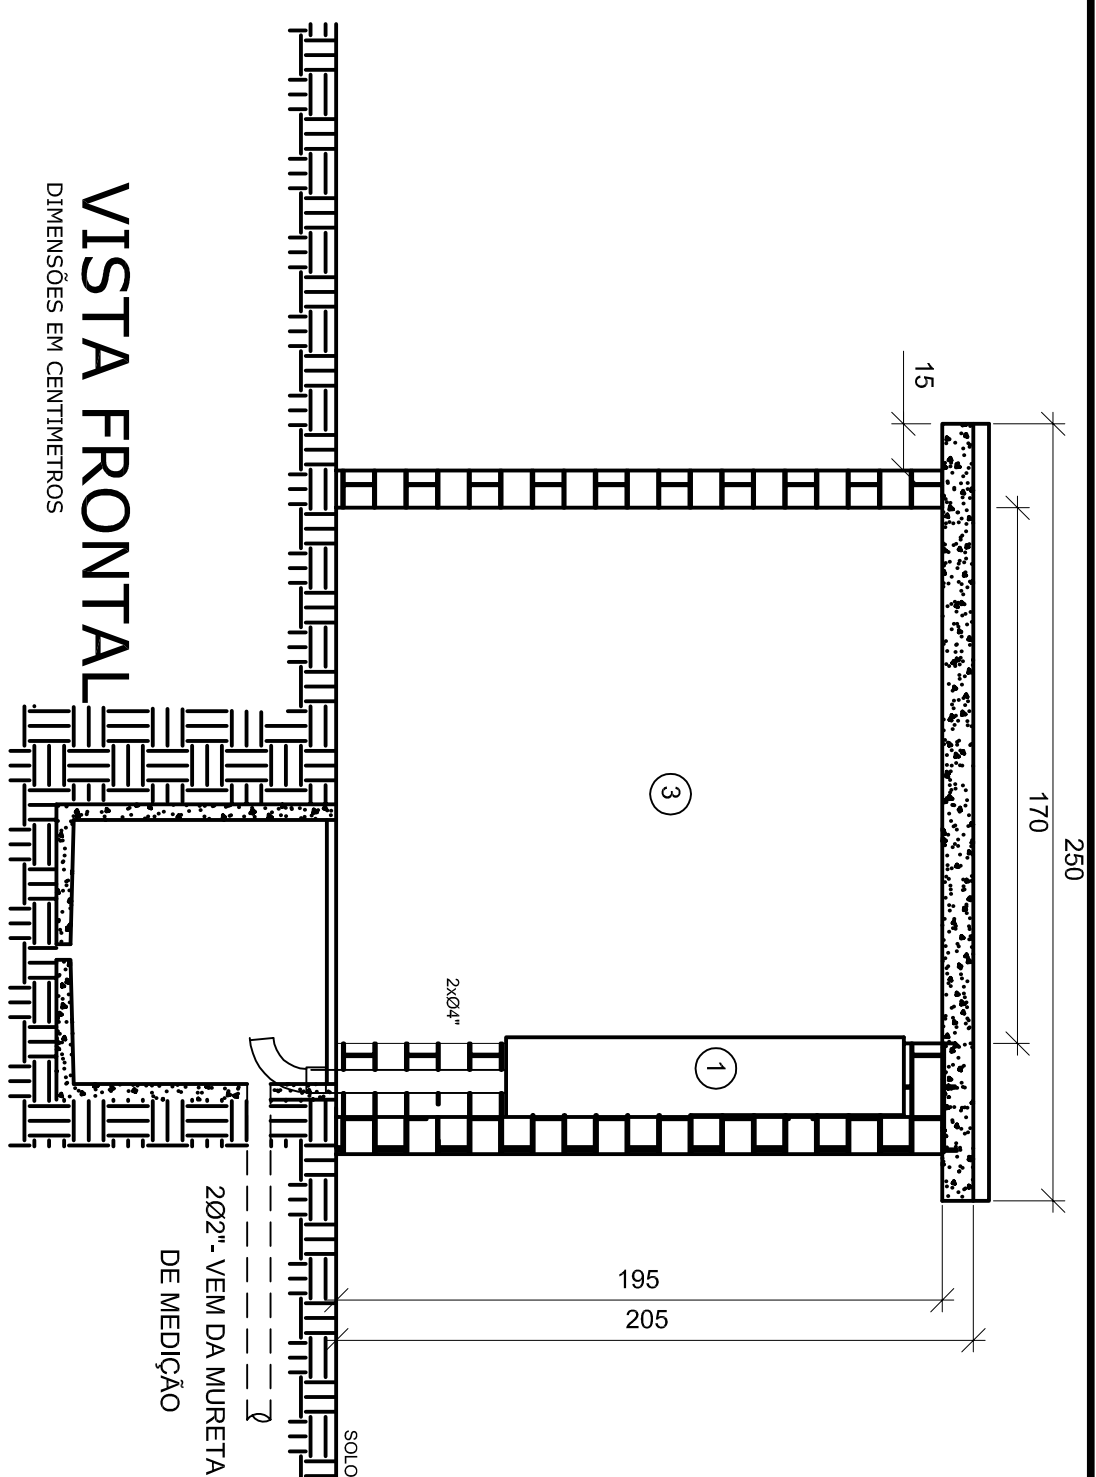 250
170
15
3
1
2xØ4"
195
205
SOLO
2Ø2"- VEM DA MURETA
DE MEDIÇÃO
VISTA FRONTAL
DIMENSÕES EM CENTIMETROS